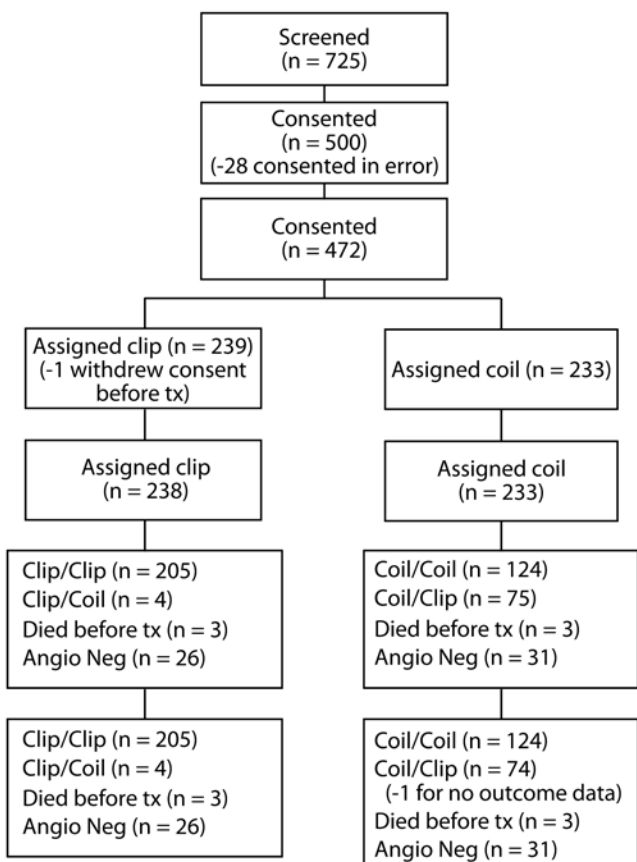 Screened
(n = 725)
Consented
(n = 500)
(-28 consented in error)
Consented
(n = 472)
Assigned clip (n = 239)
(-1 withdrew consent
before tx)
Assigned coil (n = 233)
Assigned clip
(n = 238)
Assigned coil
(n = 233)
Clip/Clip (n = 205)
Clip/Coil (n = 4)
Died before tx (n = 3)
Angio Neg (n = 26)
Coil/Coil (n = 124)
Coil/Clip (n = 75)
Died before tx (n = 3)
Angio Neg (n = 31)
Clip/Clip (n = 205)
Clip/Coil (n = 4)
Died before tx (n = 3)
Angio Neg (n = 26)
Coil/Coil (n = 124)
Coil/Clip (n = 74)
(-1 for no outcome data)
Died before tx (n = 3)
Angio Neg (n = 31)